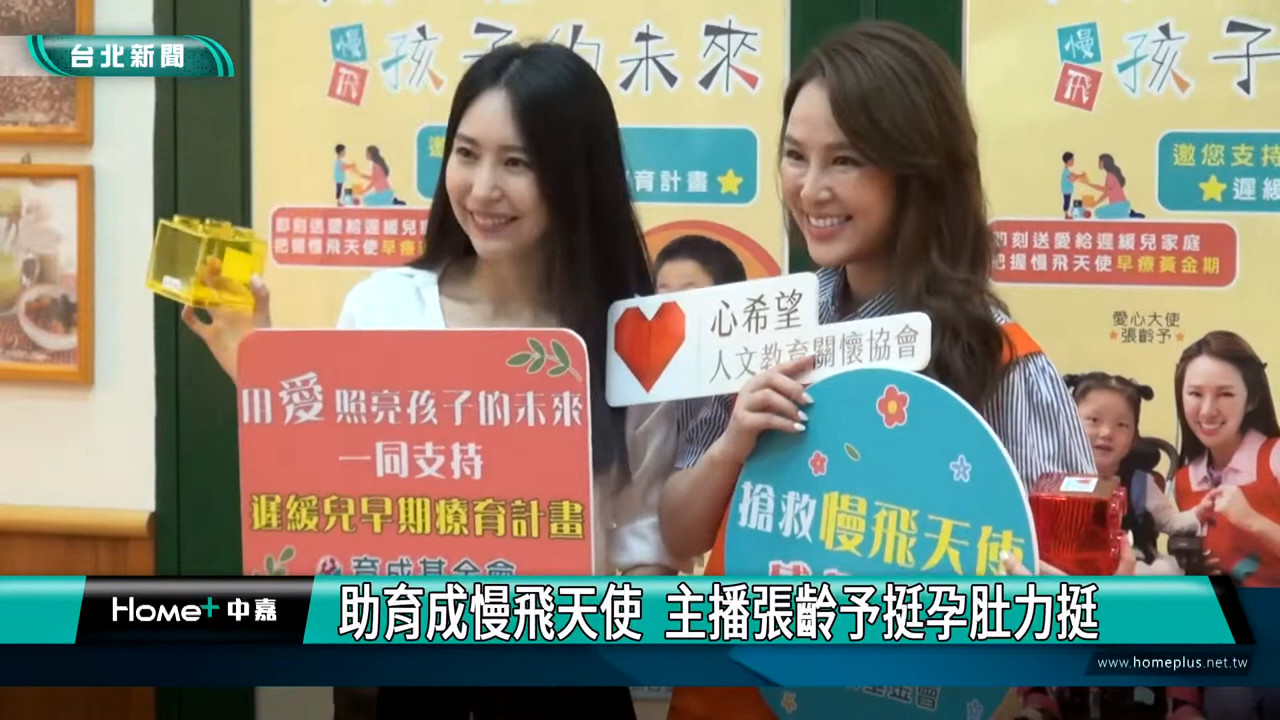 台北新聞
慢飛
孩子的未來
育計畫
即刻送愛給遲緩兒
把握慢飛天使早療
慢飛
孩子
邀您支持
遲緩
即刻送愛給遲緩兒家庭
把握慢飛天使早療黃金期
愛心大使
張齡予
心希望
人文教育關懷協會
用愛照亮孩子的未來
一同支持
遲緩兒早期療育計畫
育成基金會
搶救慢飛天使
Home+中嘉
助育成慢飛天使 主播張齡予挺孕肚力挺
www.homeplus.net.tw
基金會